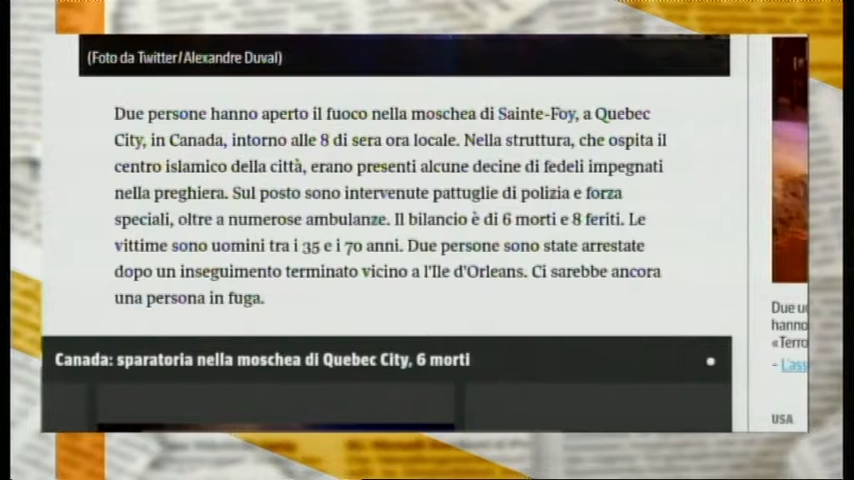 (Foto da Twitter/Alexandre Duval)
Due persone hanno aperto il fuoco nella moschea di Sainte-Foy, a Quebec
City, in Canada, intorno alle 8 di sera ora locale. Nella struttura, che ospita il
centro islamico della città, erano presenti alcune decine di fedeli impegnati
nella preghiera. Sul posto sono intervenute pattuglie di polizia e forza
speciali, oltre a numerose ambulanze. Il bilancio è di 6 morti e 8 feriti. Le
vittime sono uomini tra i 35 e i 70 anni. Due persone sono state arrestate
dopo un inseguimento terminato vicino a l'Ile d'Orleans. Ci sarebbe ancora
una persona in fuga.
Canada: sparatoria nella moschea di Quebec City, 6 morti
Due
hanno
«Terro
- L'ass
USA